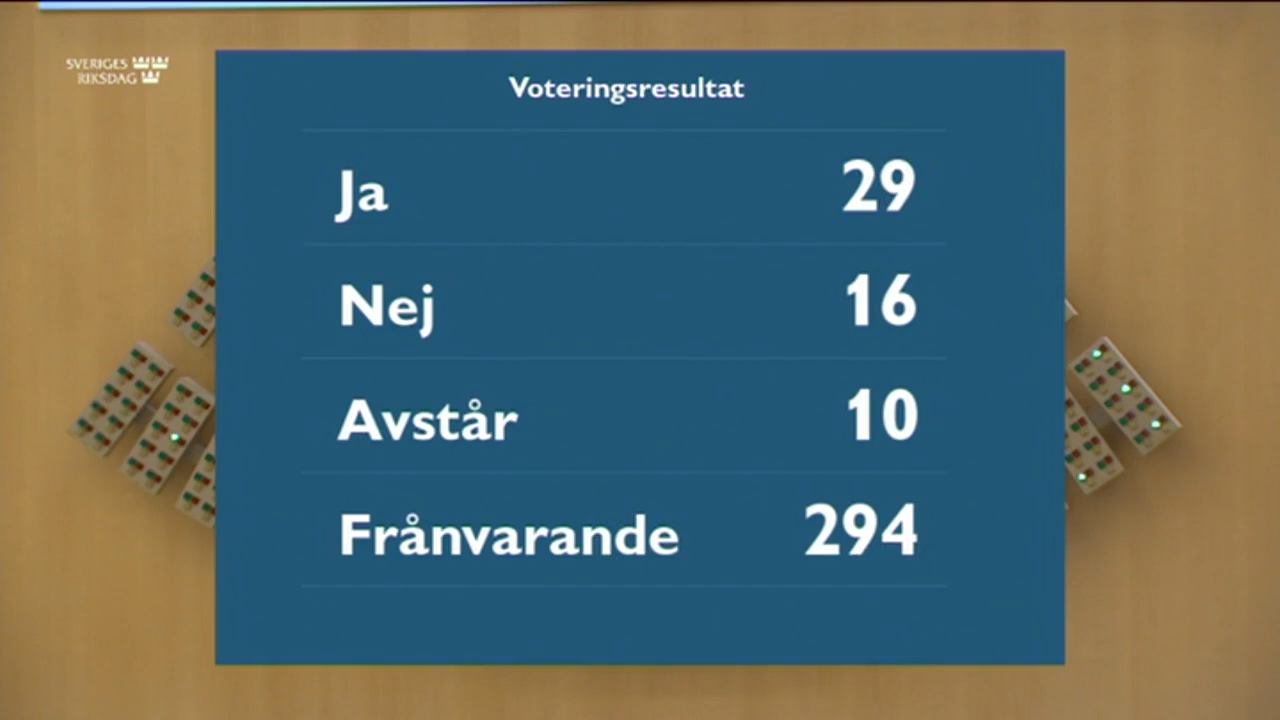 SVERIGES
RIKSDAG
Voteringsresultat
Ja 29
Nej 16
Avstår 10
Frånvarande 294